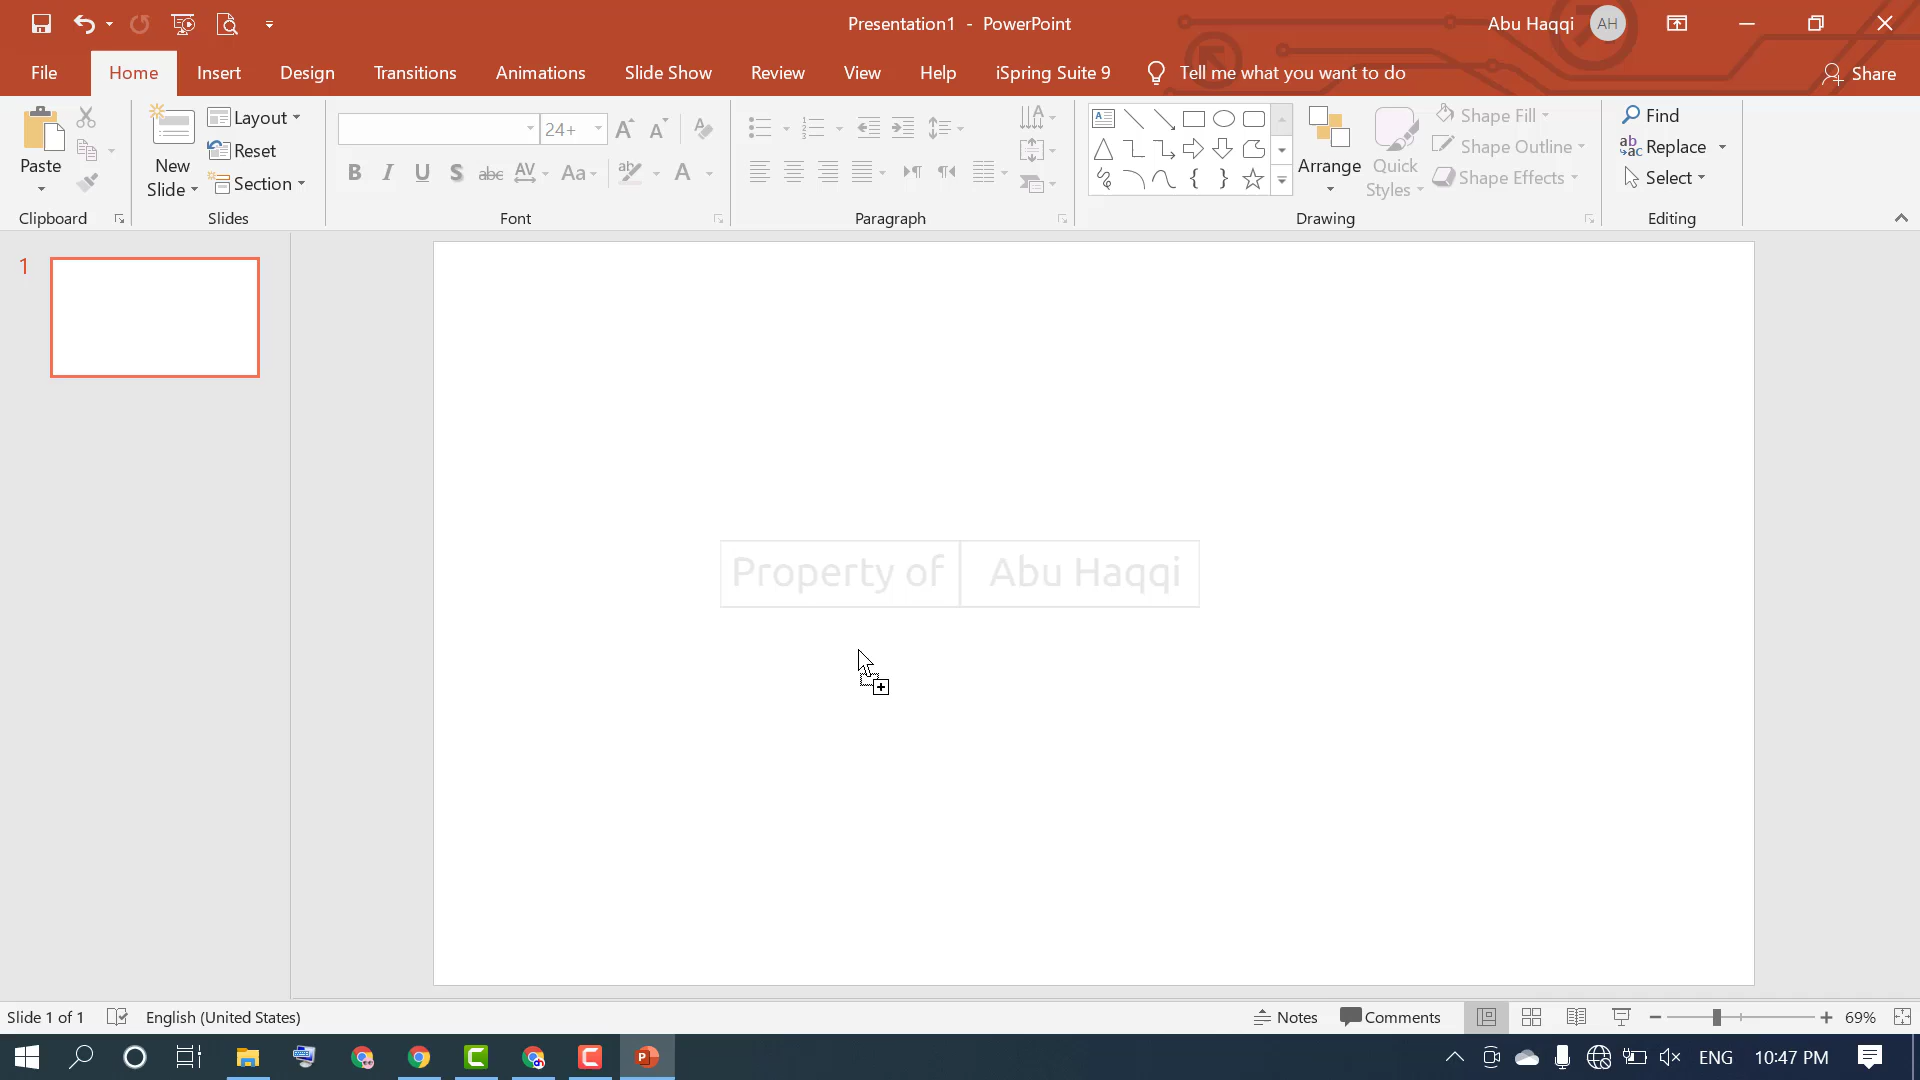 Presentation1 - PowerPoint
Abu Haqqi
AH
File
Home
Insert
Design
Transitions
Animations
Slide Show
Review
View
Help
iSpring Suite 9
Tell me what you want to do
Share
Paste
Clipboard
New
Slide
Layout
Reset
Section
Slides
24+
B
I
U
S
abc
AV
Aa
A
Font
Paragraph
Arrange
Quick
Styles
Shape Fill
Shape Outline
Shape Effects
Drawing
Find
Replace
Select
Editing
1
Property of
Abu Haqqi
Slide 1 of 1
English (United States)
Notes
Comments
69%
ENG
10:47 PM